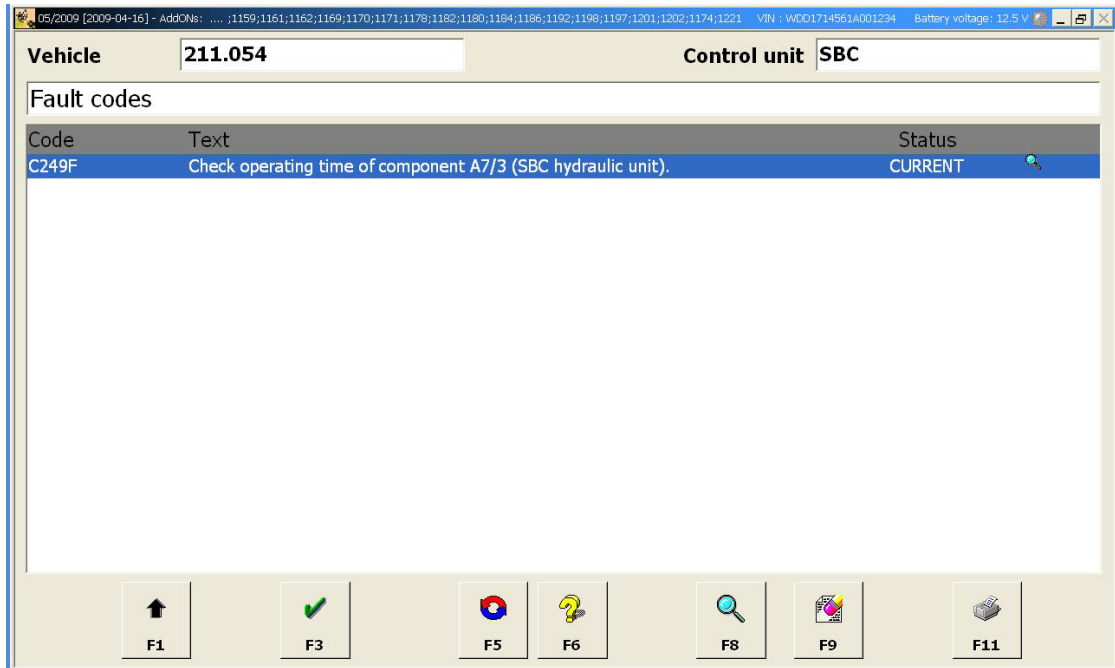 05/2009 [2009-04-16] - AddONs: .... ;1159;1161;1162;1169;1170;1171;1178;1182;1180;1184;1186;1192;1198;1197;1201;1202;1174;1221 VIN : WDD1714561A001234 Battery voltage: 12.5 V
Vehicle 211.054 Control unit SBC
Fault codes
Code Text Status
C249F Check operating time of component A7/3 (SBC hydraulic unit). CURRENT
F1 F3 F5 F6 F8 F9 F11